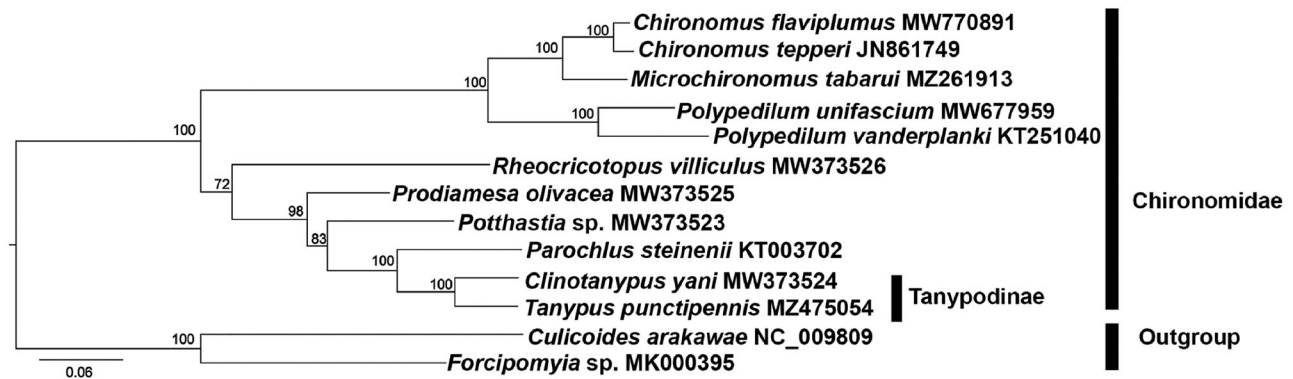 Chironomus flaviplumus MW770891
100
Chironomus tepperi JN861749
100
Microchironomus tabarui MZ261913
100
Polypedilum unifascium MW677959
100
Polypedilum vanderplanki KT251040
100
Rheocricotopus villiculus MW373526
72
Prodiamesa olivacea MW373525
Chironomidae
98
Potthastia sp. MW373523
83
Parochlus steinenii KT003702
100
Clinotanypus yani MW373524
100
Tanypodinae
Tanypus punctipennis MZ475054
Culicoides arakawae NC_009809
100
Outgroup
Forcipomyia sp. MK000395
0.06